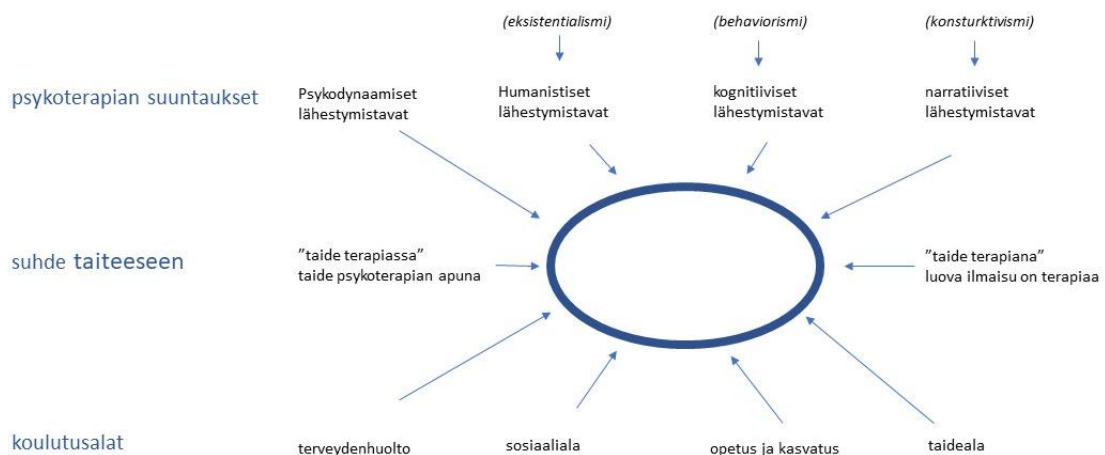 (eksistentialismi) (behaviorismi) (konsturktivismi)
psykoterapian suuntaukset
Psykodynaamiset
lähestymistavat
Humanistiset
lähestymistavat
kognitiiviset
lähestymistavat
narratiiviset
lähestymistavat
suhde taiteeseen
”taide terapiassa”
taide psykoterapian apuna
”taide terapiana”
luova ilmaisu on terapiaa
koulutusalat
terveydenhuolto
sosiaaliala
opetus ja kasvatus
taideala